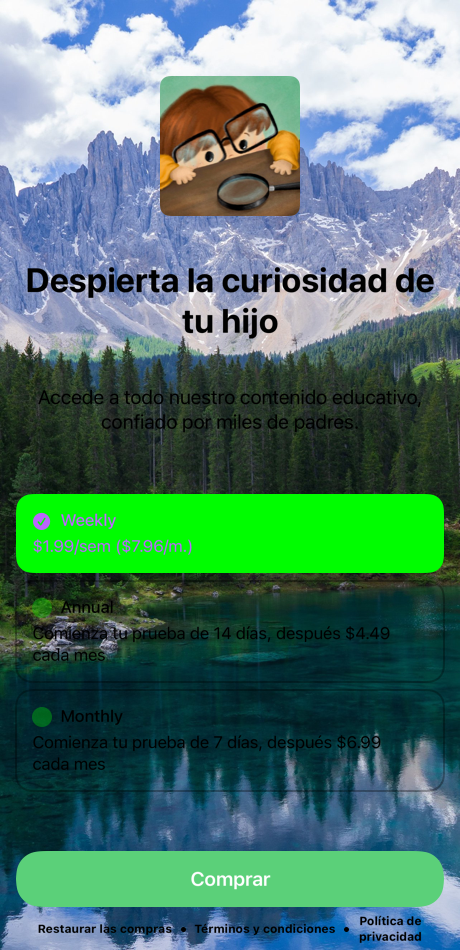 Despierta la curiosidad de
tu hijo
Accede a todo nuestro contenido educativo,
confiado por miles de padres.
Weekly
$1.99/sem ($7.96/m.)
Annual
Comienza tu prueba de 14 días, después $4.49
cada mes
Monthly
Comienza tu prueba de 7 días, después $6.99
cada mes
Comprar
Restaurar las compras • Términos y condiciones • Política de
privacidad